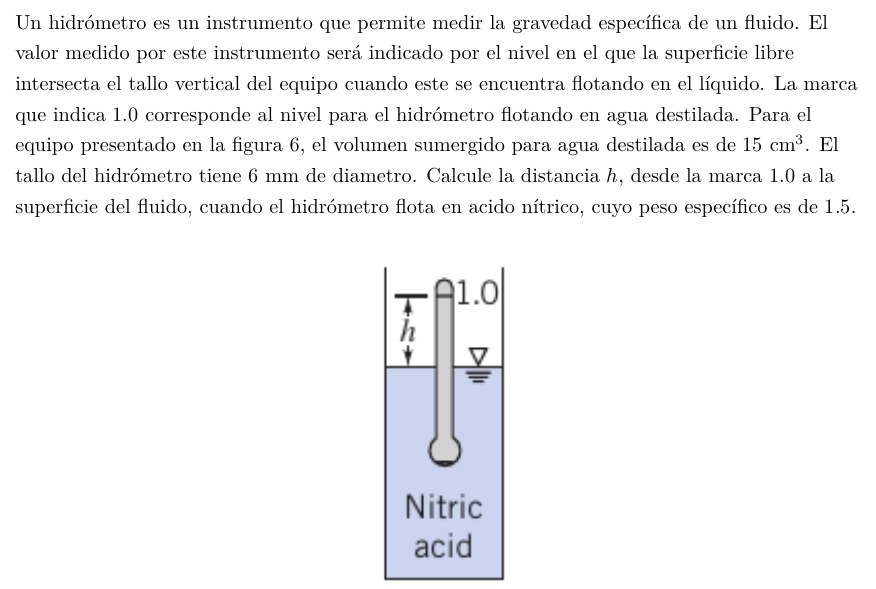 Un hidrómetro es un instrumento que permite medir la gravedad específica de un fluido. El
valor medido por este instrumento será indicado por el nivel en el que la superficie libre
intersecta el tallo vertical del equipo cuando este se encuentra flotando en el líquido. La marca
que indica 1.0 corresponde al nivel para el hidrómetro flotando en agua destilada. Para el
equipo presentado en la figura 6, el volumen sumergido para agua destilada es de 15 cm³. El
tallo del hidrómetro tiene 6 mm de diametro. Calcule la distancia h, desde la marca 1.0 a la
superficie del fluido, cuando el hidrómetro flota en acido nítrico, cuyo peso específico es de 1.5.
1.0
h
Nitric
acid